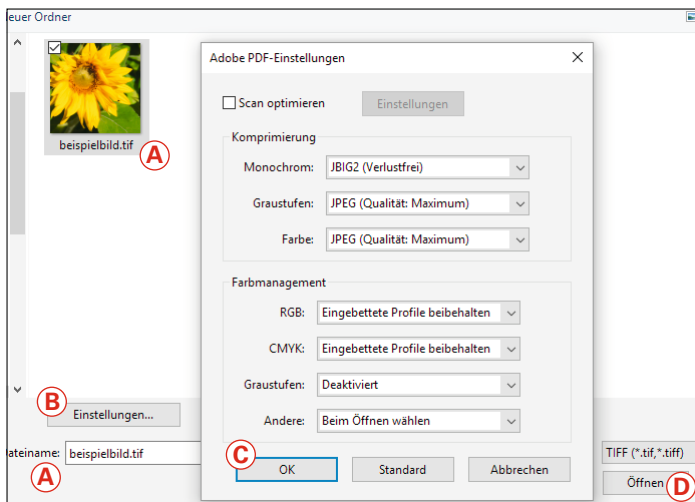 euer Ordner
beispielbild.tif
A
Adobe PDF-Einstellungen
Scan optimieren
Einstellungen
Komprimierung
Monochrom: JBIG2 (Verlustfrei)
Graustufen: JPEG (Qualität: Maximum)
Farbe: JPEG (Qualität: Maximum)
Farbmanagement
RGB: Eingebettete Profile beibehalten
CMYK: Eingebettete Profile beibehalten
Graustufen: Deaktiviert
Andere: Beim Öffnen wählen
C
OK Standard Abbrechen
B
Einstellungen...
ateiname: beispielbild.tif
A
TIFF (*.tif,*.tiff)
Öffnen
D